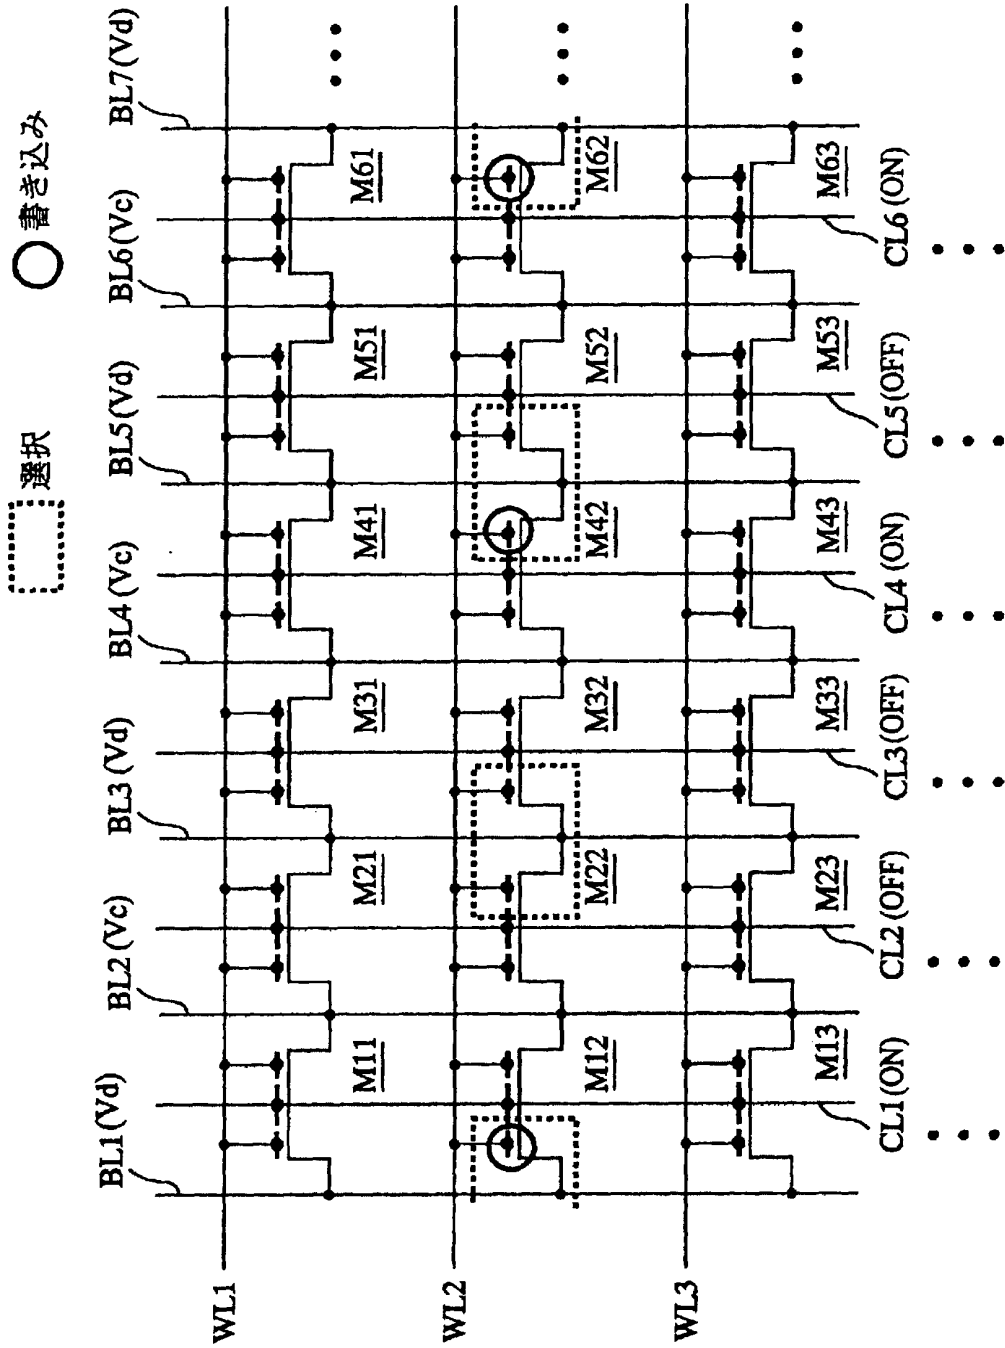 選択
書き込み
BL1(Vd)
BL2(Vc)
BL3(Vd)
BL4(Vc)
BL5(Vd)
BL6(Vc)
BL7(Vd)
WL1
M11
M21
M31
M41
M51
M61
WL2
M12
M22
M32
M42
M52
M62
WL3
M13
M23
M33
M43
M53
M63
CL1(ON)
CL2(OFF)
CL3(OFF)
CL4(ON)
CL5(OFF)
CL6(ON)